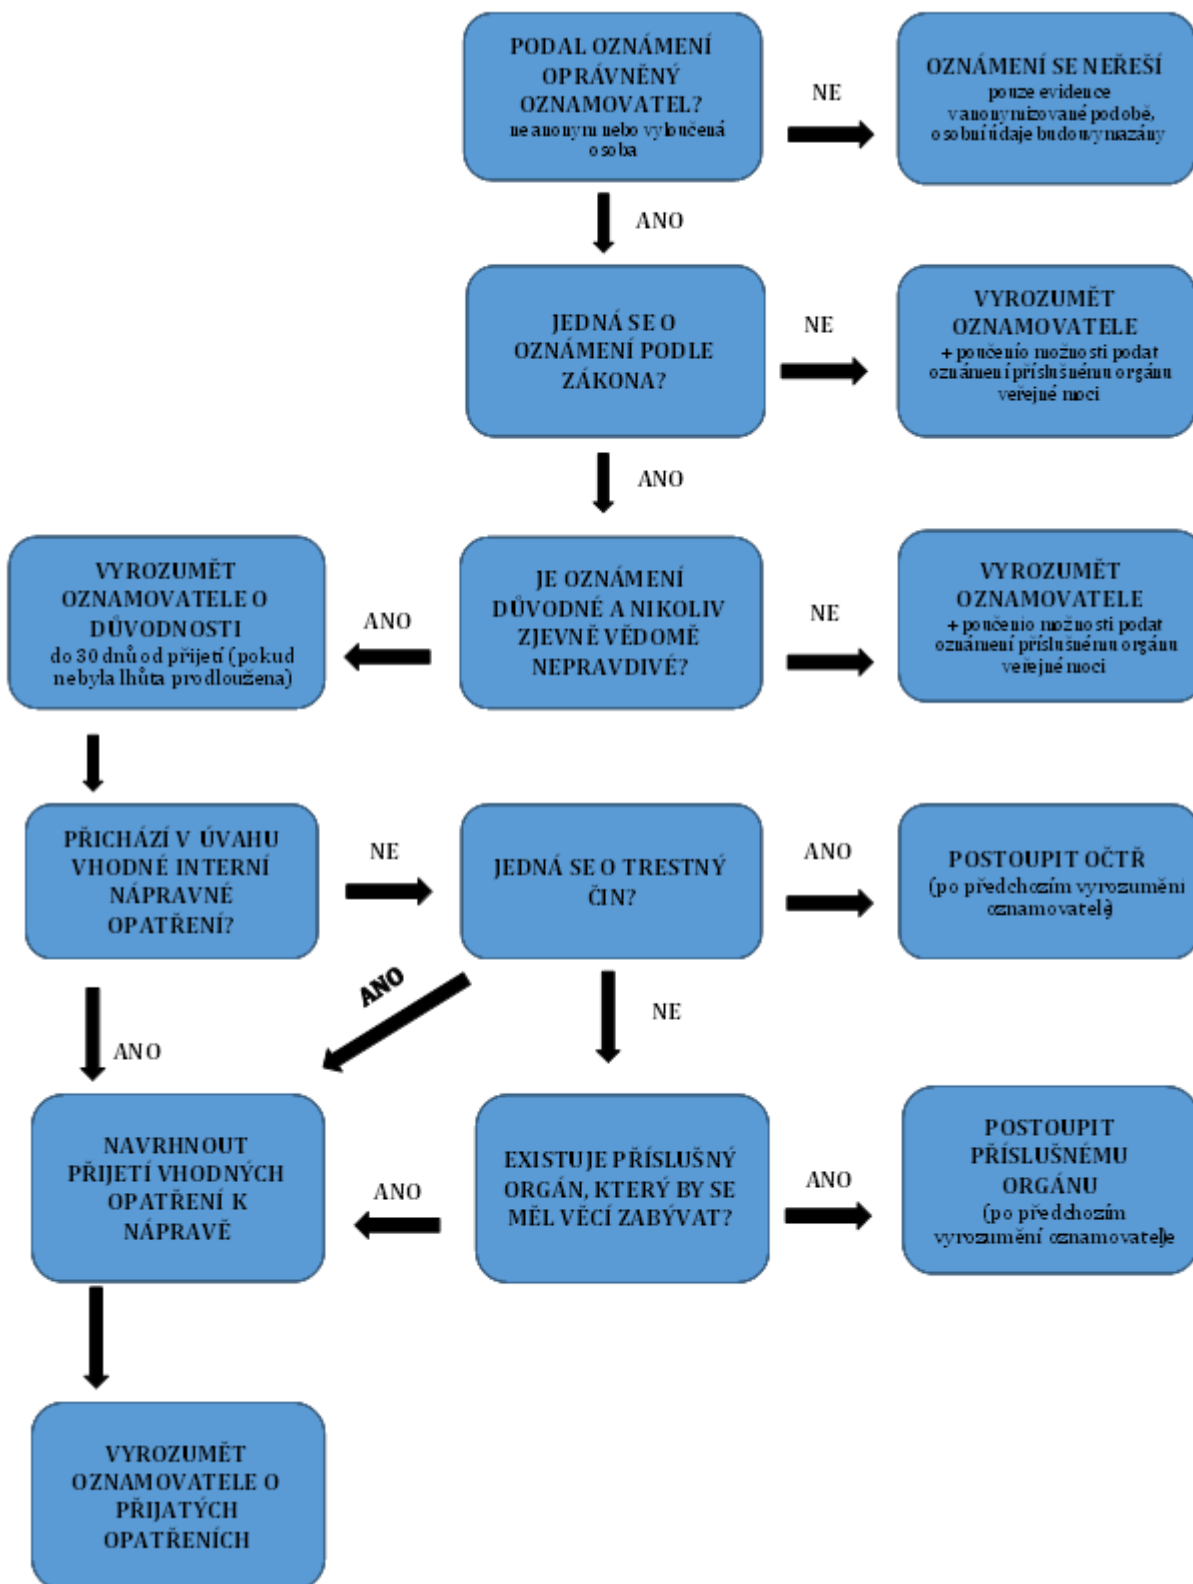 PODAL OZNÁMENÍ
OPRÁVNĚNÝ
OZNAMOVATEL?
ne anonym nebo vyloučená
osoba
NE
OZNÁMENÍ SE NEŘEŠÍ
pouze evidence
v anonymizované podobě,
osobní údaje budou vymazány
ANO
JEDNÁ SE O
OZNÁMENÍ PODLE
ZÁKONA?
NE
VYROZUMĚT
OZNAMOVATELE
+ poučení o možnosti podat
oznámení příslušnému orgánu
veřejné moci
ANO
JE OZNÁMENÍ
DŮVODNÉ A NIKOLIV
ZJEVNĚ VĚDOMĚ
NEPRAVDIVÉ?
NE
VYROZUMĚT
OZNAMOVATELE
+ poučení o možnosti podat
oznámení příslušnému orgánu
veřejné moci
ANO
VYROZUMĚT
OZNAMOVATELE O
DŮVODNOSTI
do 30 dnů od přijetí (pokud
nebyla lhůta prodloužena)
PŘICHÁZÍ V ÚVAHU
VHODNÉ INTERNÍ
NÁPRAVNÉ
OPATŘENÍ?
NE
JEDNÁ SE O TRESTNÝ
ČIN?
ANO
POSTOUPIT OČTŘ
(po předchozím vyrozumění
oznamovatele)
ANO
ANO
NE
NAVRHNOUT
PŘIJETÍ VHODNÝCH
OPATŘENÍ K
NÁPRAVĚ
ANO
EXISTUJE PŘÍSLUŠNÝ
ORGÁN, KTERÝ BY SE
MĚL VĚCÍ ZABÝVAT?
ANO
POSTOUPIT
PŘÍSLUŠNÉMU
ORGÁNU
(po předchozím
vyrozumění oznamovatele)
VYROZUMĚT
OZNAMOVATELE O
PŘIJATÝCH
OPATŘENÍCH